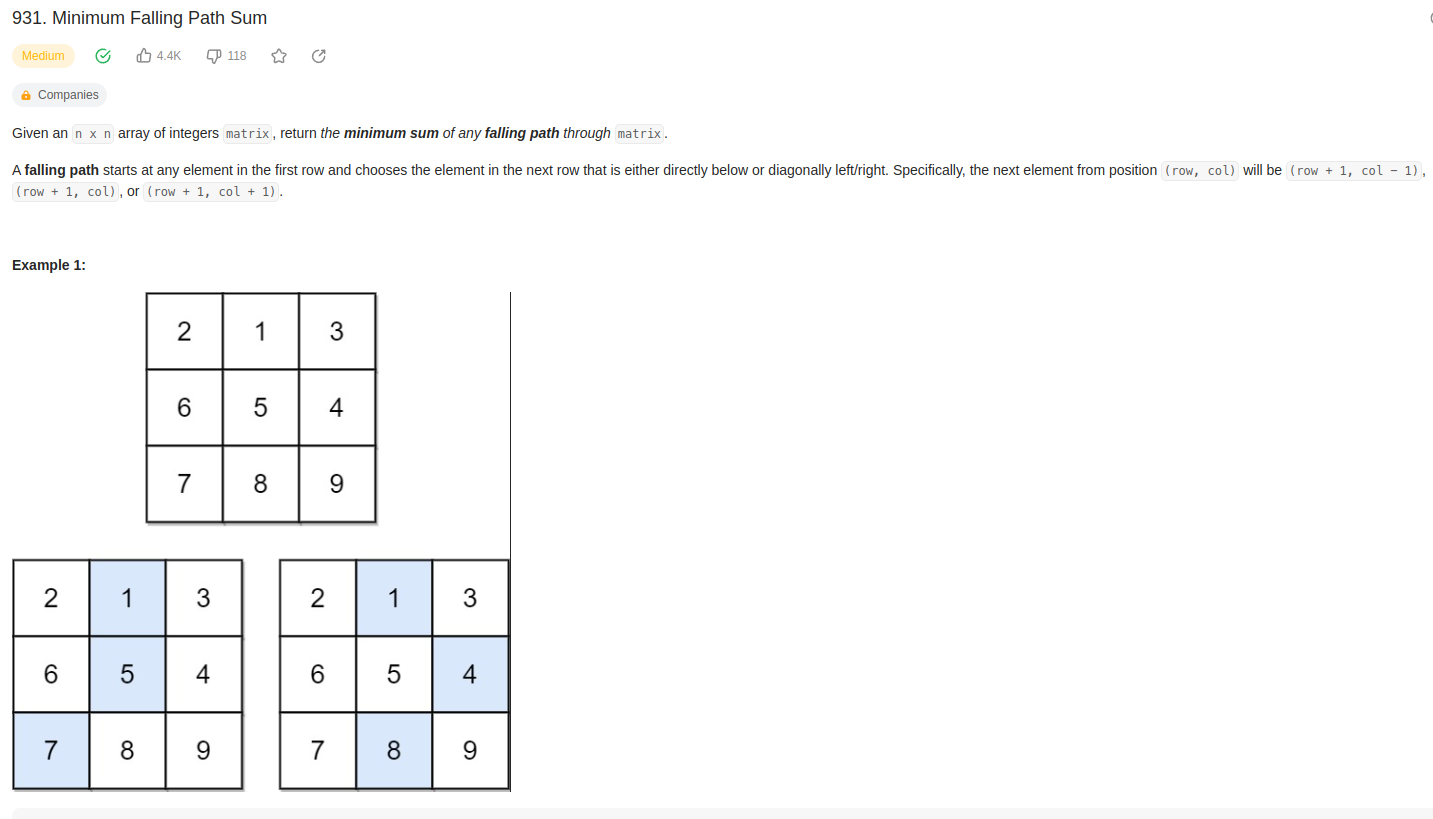 931. Minimum Falling Path Sum
Medium 4.4K 118
Companies
Given an n x n array of integers matrix, return the minimum sum of any falling path through matrix.
A falling path starts at any element in the first row and chooses the element in the next row that is either directly below or diagonally left/right. Specifically, the next element from position (row, col) will be (row + 1, col - 1),
(row + 1, col), or (row + 1, col + 1).
Example 1:
2 1 3
6 5 4
7 8 9
2 1 3 2 1 3
6 5 4 6 5 4
7 8 9 7 8 9